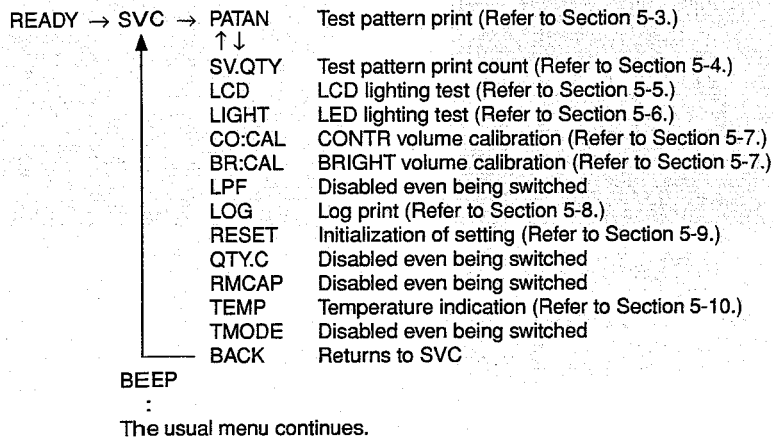 READY → SVC → PATAN Test pattern print (Refer to Section 5-3.)
↑↓
SV.QTY Test pattern print count (Refer to Section 5-4.)
LCD LCD lighting test (Refer to Section 5-5.)
LIGHT LED lighting test (Refer to Section 5-6.)
CO:CAL CONTR volume calibration (Refer to Section 5-7.)
BR:CAL BRIGHT volume calibration (Refer to Section 5-7.)
LPF Disabled even being switched
LOG Log print (Refer to Section 5-8.)
RESET Initialization of setting (Refer to Section 5-9.)
QTY.C Disabled even being switched
RMCAP Disabled even being switched
TEMP Temperature indication (Refer to Section 5-10.)
TMODE Disabled even being switched
BACK Returns to SVC
BEEP
:
The usual menu continues.